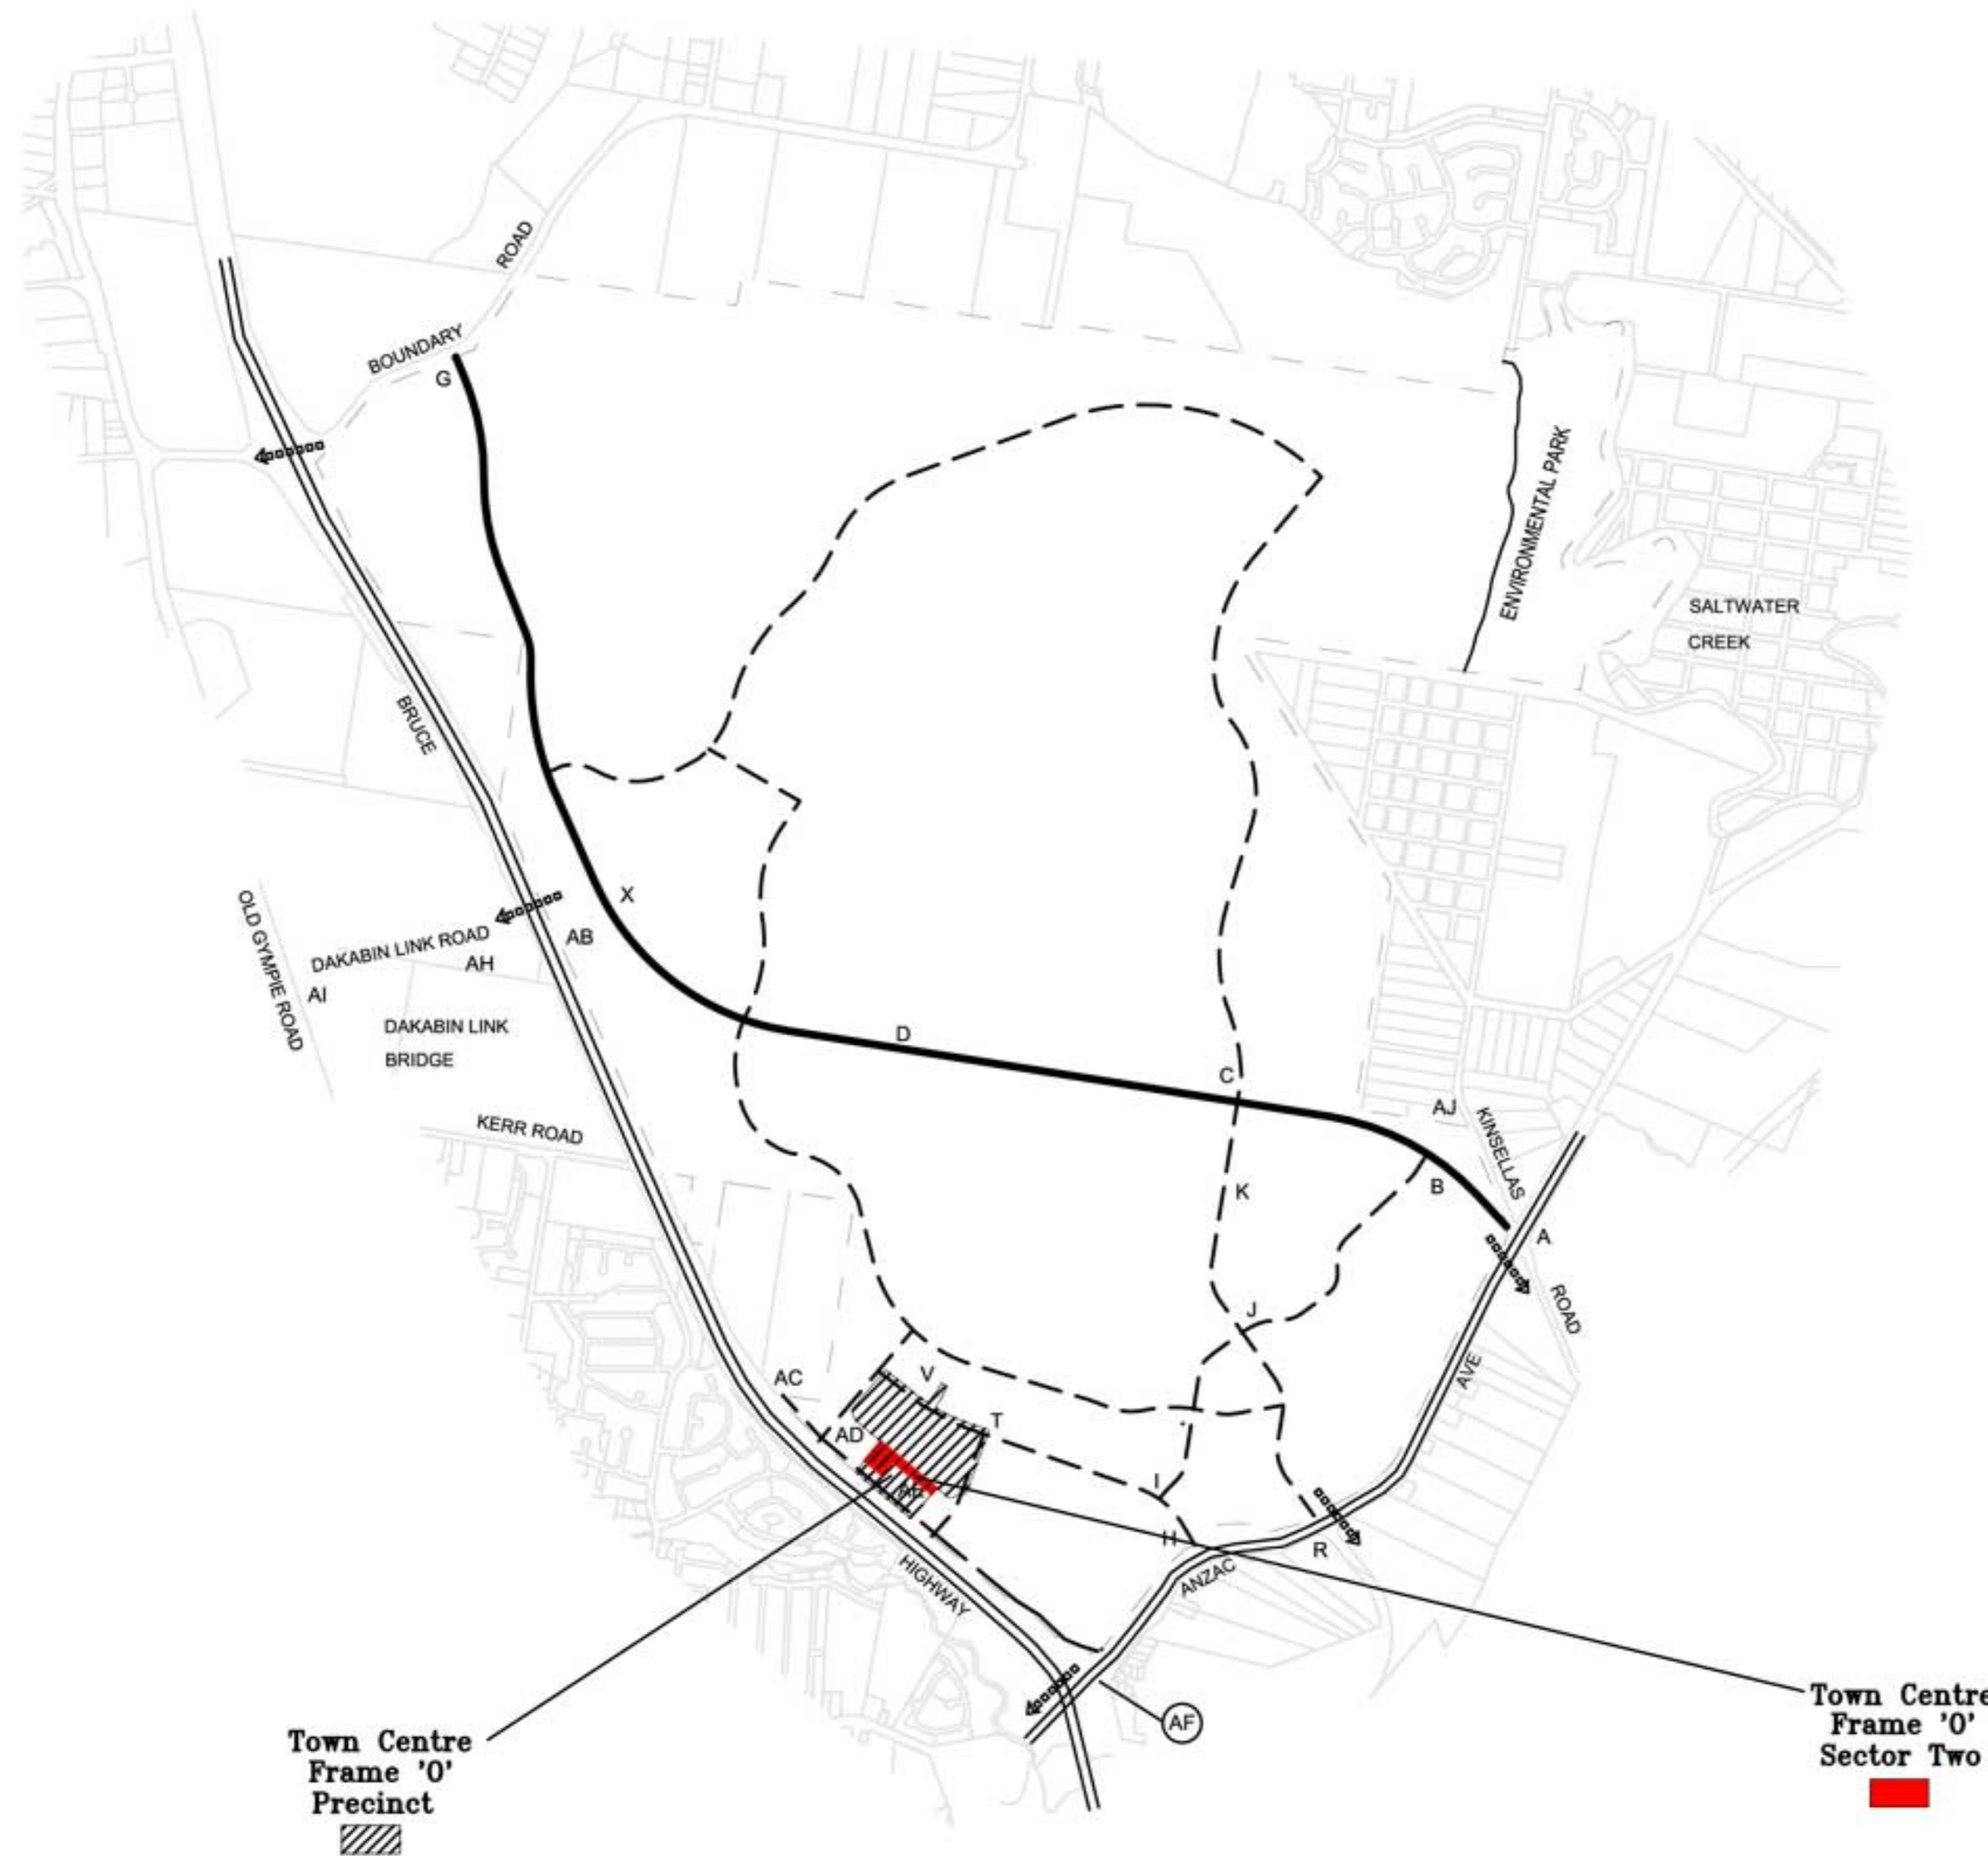 ROAD
BOUNDARY
G
ENVIRONMENTAL PARK
SALTWATER
CREEK
BRUCE
X
OLD GYMPIE ROAD
DAKABIN LINK ROAD
AB
AH
AI
DAKABIN LINK
BRIDGE
D
C
AJ
KINSELLAS
KERR ROAD
K
B
A
J
ROAD
AVE
AC
V
T
AD
I
H
R
ANZAC
HIGHWAY
AF
Town Centre
Frame '0'
Precinct
Town Centre
Frame '0'
Sector Two